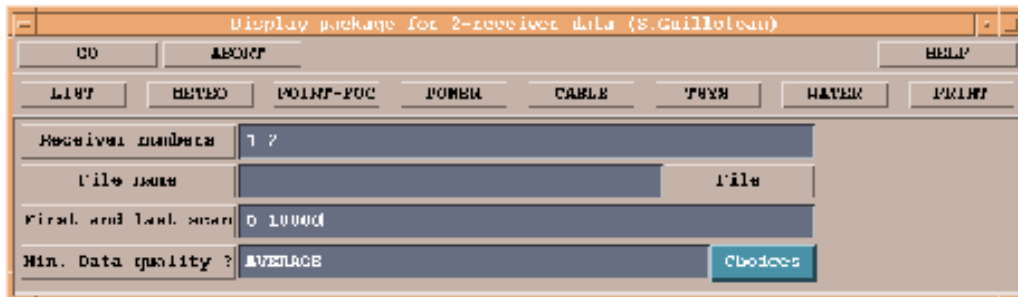 Display package for 2-receiver data (S.Guilloteau)
GO ABORT HELP
LIST METEO POINT-FOC POWER CABLE TSYS WATER PRINT
Receiver numbers 1 2
File name File
First and last scan 0 10000
Min. Data quality ? AVERAGE Choices